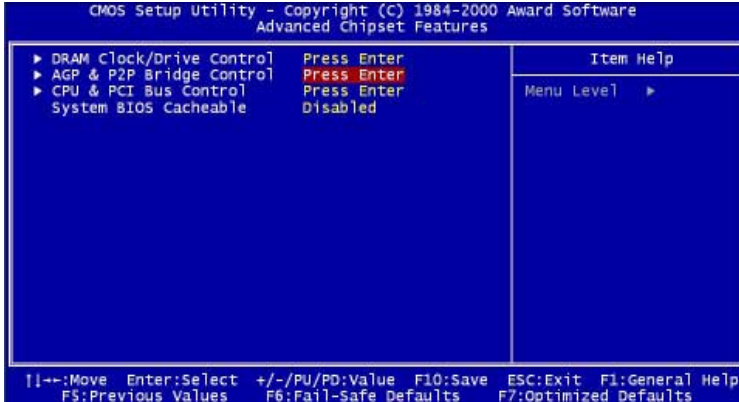 CMOS Setup Utility - Copyright (C) 1984-2000 Award Software
Advanced Chipset Features
▶ DRAM Clock/Drive Control Press Enter
▶ AGP & P2P Bridge Control Press Enter
▶ CPU & PCI Bus Control Press Enter
System BIOS Cacheable Disabled
Item Help
Menu Level ▶
↑↓→←:Move Enter:Select +/-/PU/PD:Value F10:Save ESC:Exit F1:General Help
F5:Previous Values F6:Fail-Safe Defaults F7:Optimized Defaults